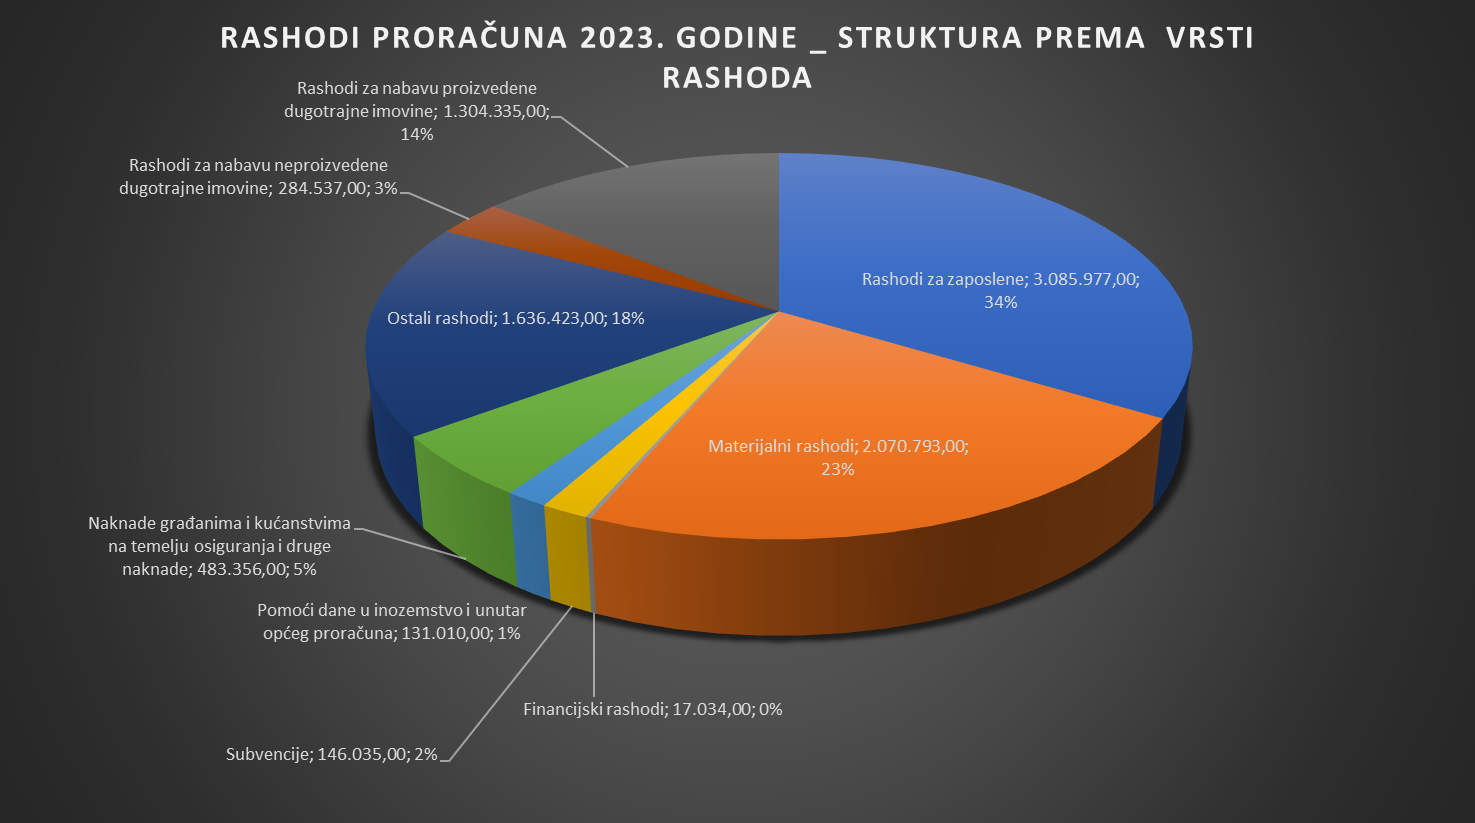 RASHODI PRORAČUNA 2023. GODINE _ STRUKTURA PREMA VRSTI
RASHODA
Rashodi za nabavu proizvedene
dugotrajne imovine; 1.304.335,00;
14%
Rashodi za nabavu neproizvedene
dugotrajne imovine; 284.537,00; 3%
Rashodi za zaposlene; 3.085.977,00;
34%
Ostali rashodi; 1.636.423,00; 18%
Materijalni rashodi; 2.070.793,00;
23%
Naknade građanima i kućanstvima
na temelju osiguranja i druge
naknade; 483.356,00; 5%
Pomoći dane u inozemstvo i unutar
općeg proračuna; 131.010,00; 1%
Financijski rashodi; 17.034,00; 0%
Subvencije; 146.035,00; 2%